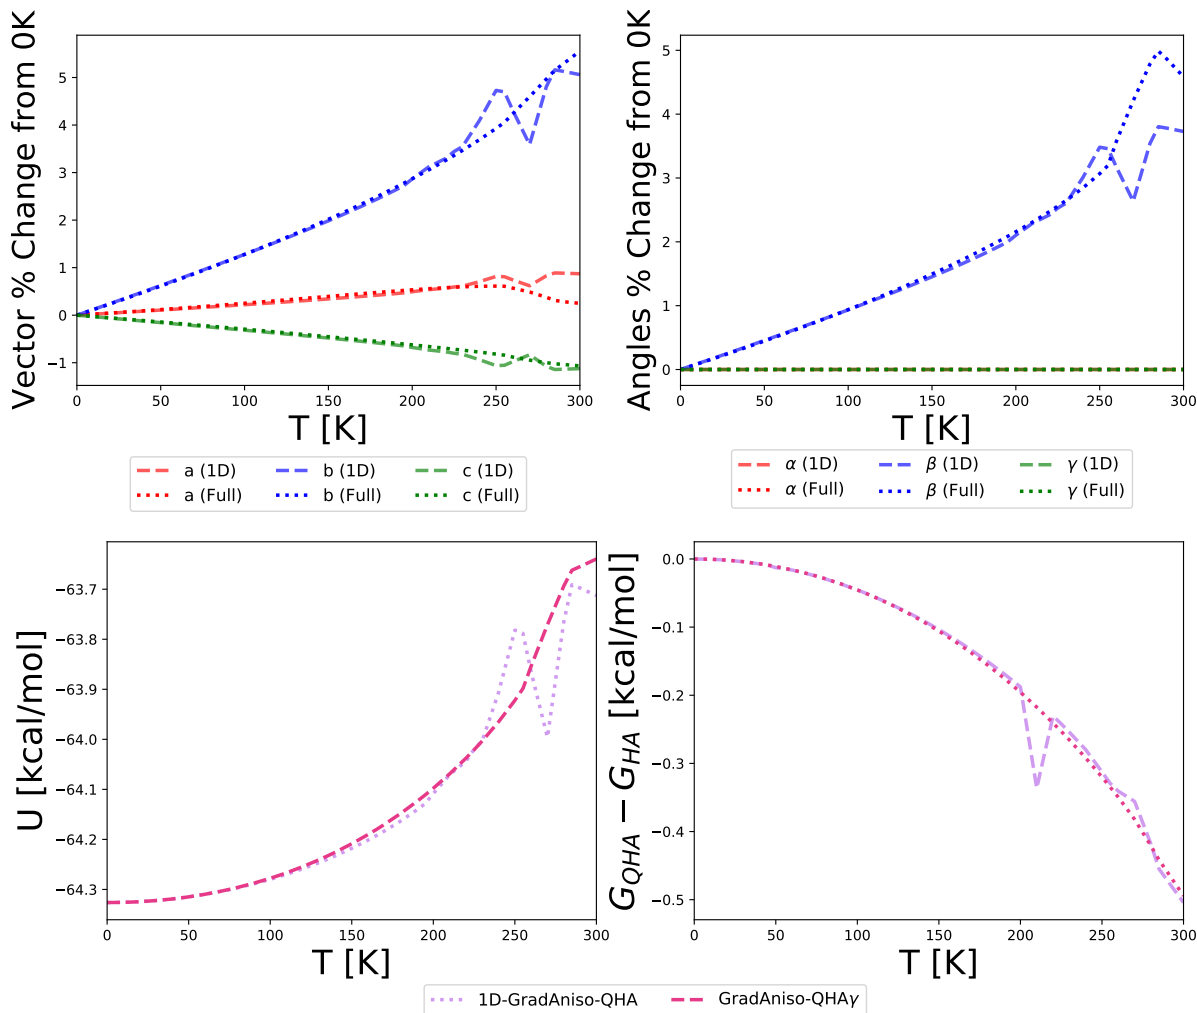 Vector % Change from 0K
5
4
3
2
1
0
−1
0 50 100 150 200 250 300
T [K]
a (1D) b (1D) c (1D)
a (Full) b (Full) c (Full)
Angles % Change from 0K
5
4
3
2
1
0
0 50 100 150 200 250 300
T [K]
α (1D) β (1D) γ (1D)
α (Full) β (Full) γ (Full)
U [kcal/mol]
−63.7
−63.8
−63.9
−64.0
−64.1
−64.2
−64.3
0 50 100 150 200 250 300
T [K]
G_QHA − G_HA [kcal/mol]
0.0
−0.1
−0.2
−0.3
−0.4
−0.5
0 50 100 150 200 250 300
T [K]
1D-GradAniso-QHA GradAniso-QHAγ